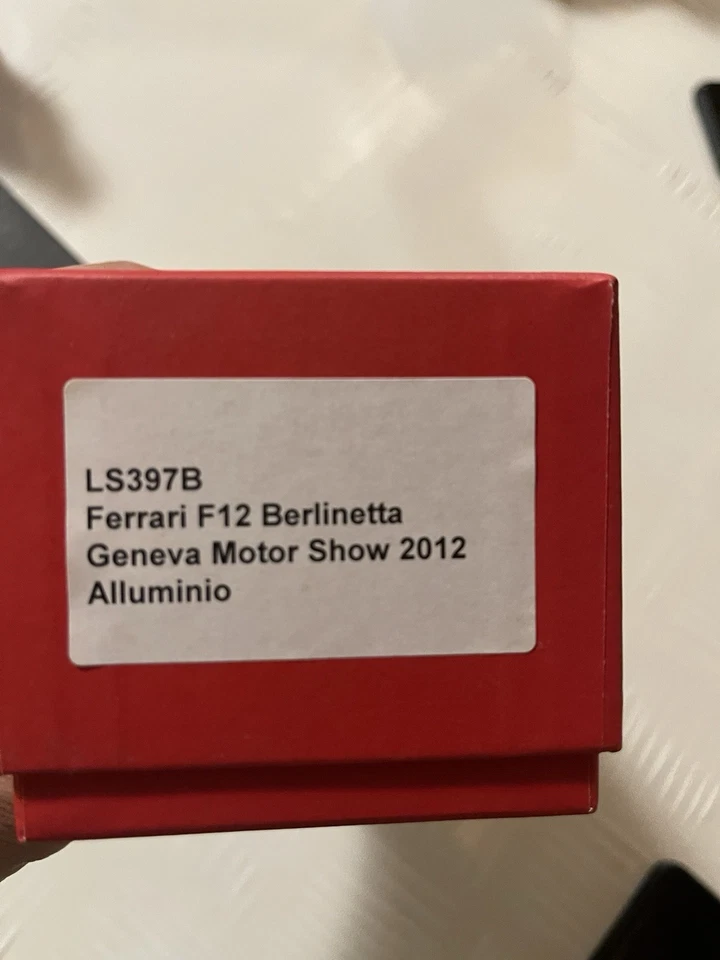 LS397B
Ferrari F12 Berlinetta
Geneva Motor Show 2012
Alluminio